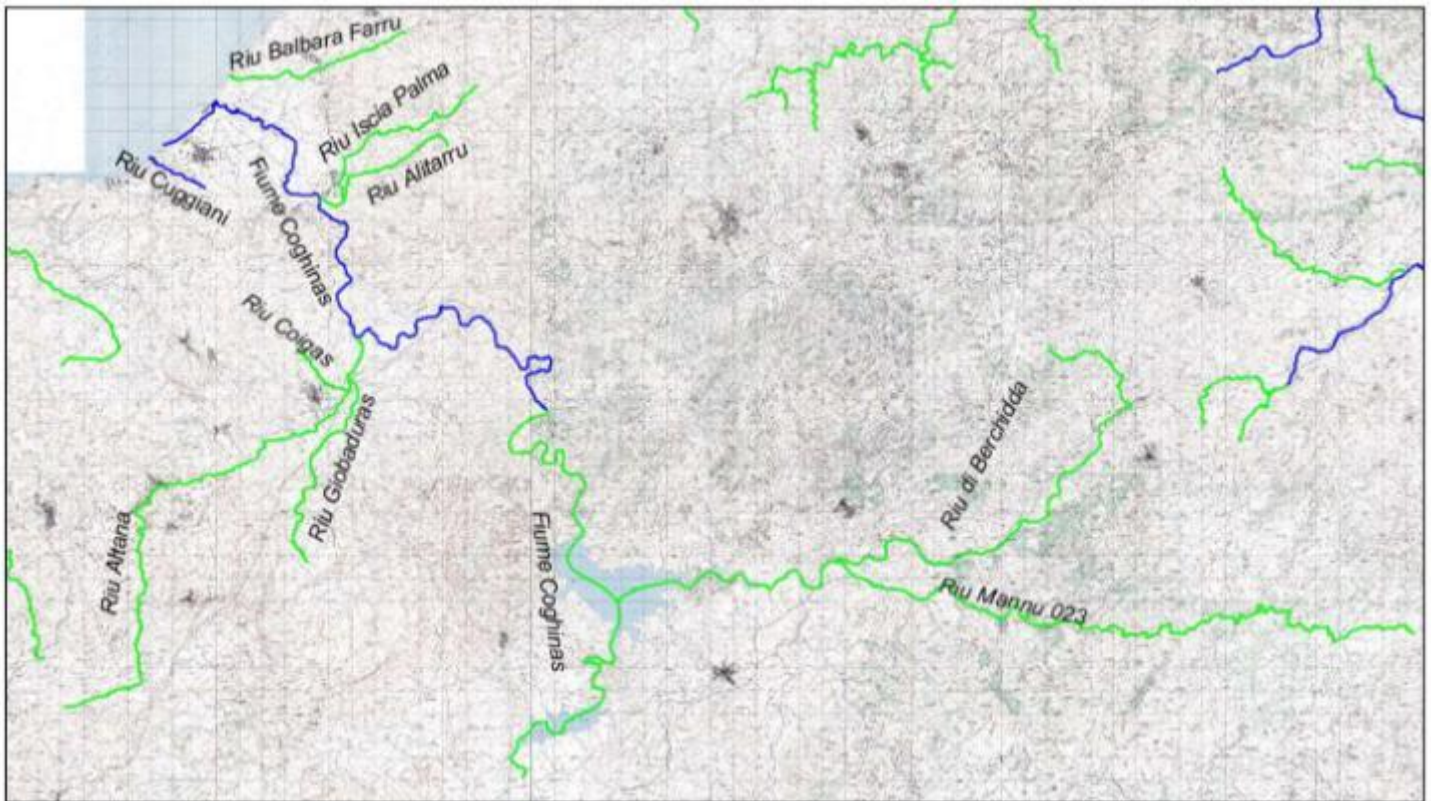 Riu Balbara Farru
Riu Iscia Palma
Riu Alitarru
Riu Cuggiani
Fiume Coghinas
Riu Coigas
Riu Giobaduras
Riu Altana
Fiume Coghinas
Riu di Berchidda
Riu Mannu 023